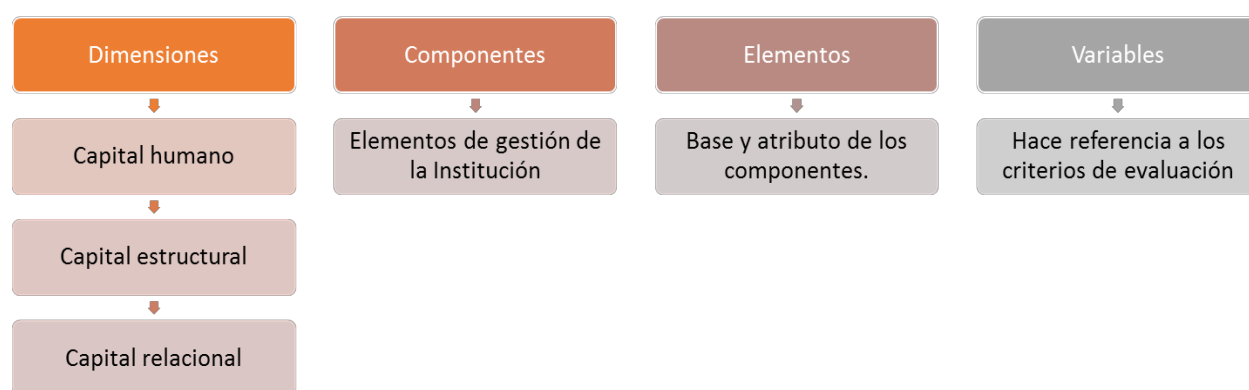 Dimensiones
Capital humano
Capital estructural
Capital relacional
Componentes
Elementos de gestión de
la Institución
Elementos
Base y atributo de los
componentes.
Variables
Hace referencia a los
criterios de evaluación